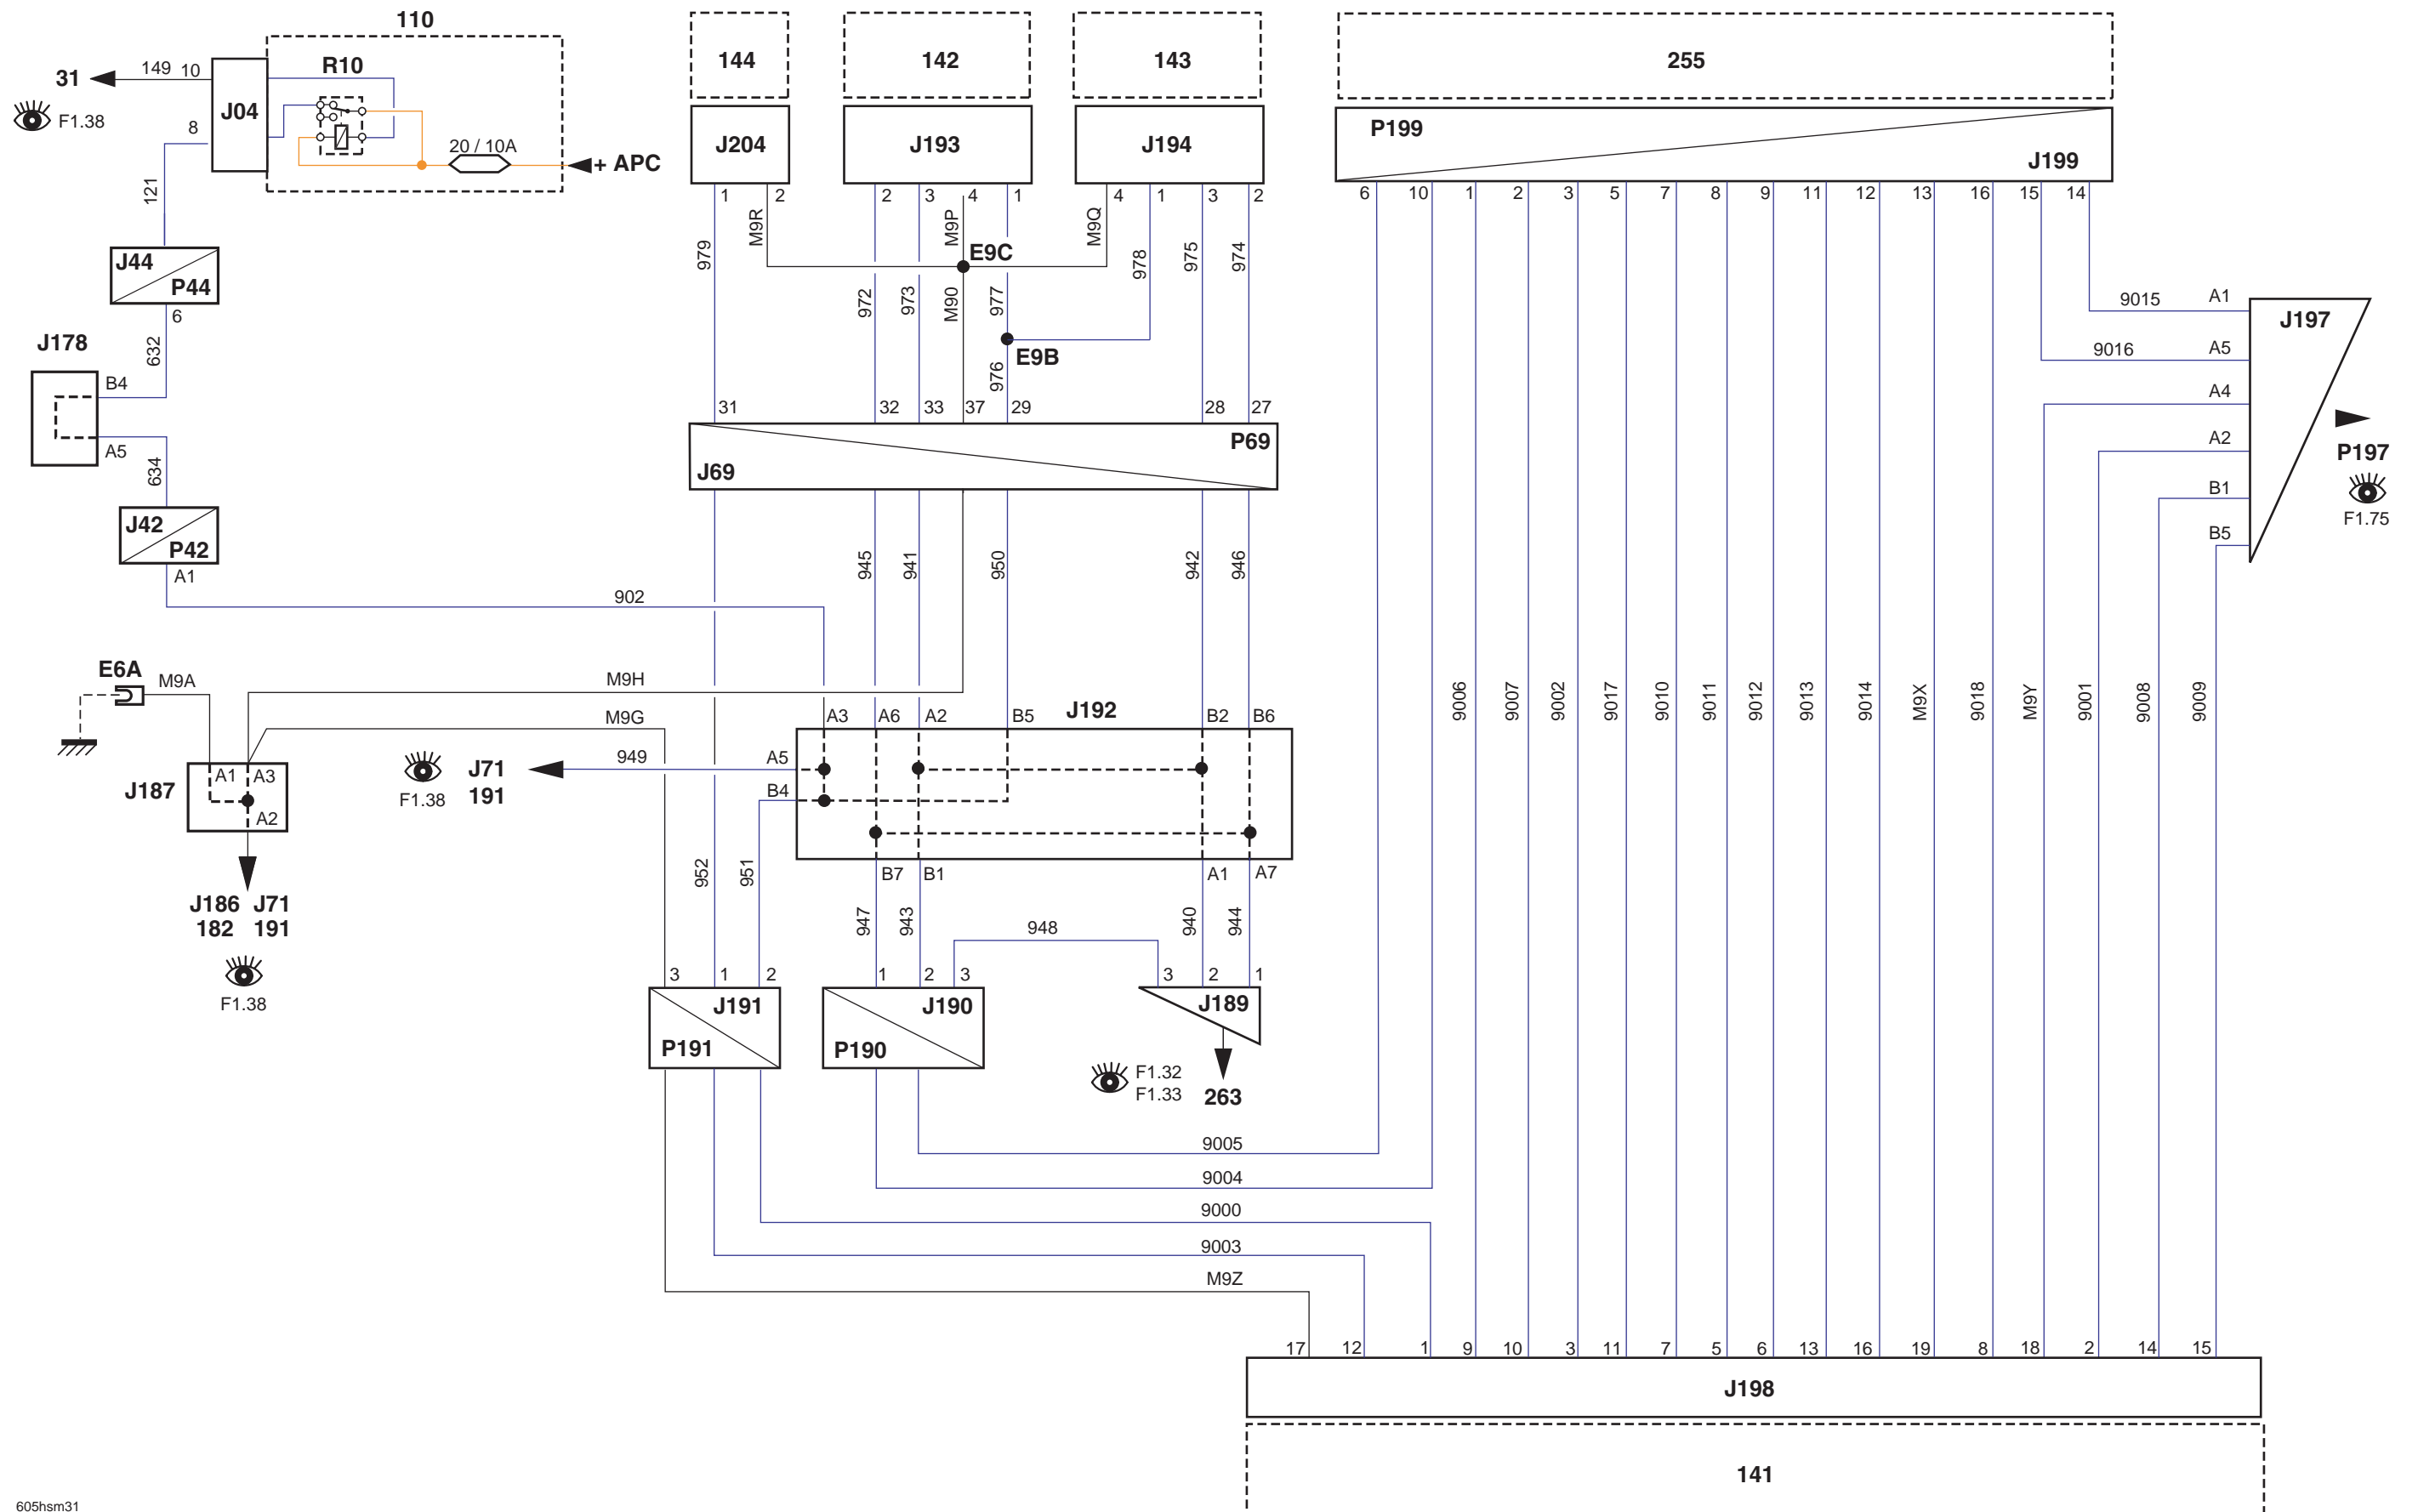 110
144
142
143
255
31
149
10
F1.38
J04
R10
8
20 / 10A
+ APC
121
J204
J193
J194
P199
J199
1
2
2
3
4
1
4
1
3
2
6
10
1
2
3
5
7
8
9
11
12
13
16
15
14
979
M9R
M9P
M9Q
978
975
974
E9C
972
973
M90
977
E9B
976
J44
P44
6
632
J178
B4
A5
634
J42
P42
A1
31
32
33
37
29
28
27
P69
J69
9015
A1
J197
9016
A5
A4
A2
P197
B1
F1.75
B5
945
941
950
942
946
902
E6A
M9A
M9H
M9G
9006
9007
9002
9017
9010
9011
9012
9013
9014
M9X
9018
M9Y
9001
9008
9009
A3
A6
A2
B5
J192
B2
B6
949
A5
B4
J71
191
F1.38
J187
A1
A3
A2
J186 J71
182 191
F1.38
952
951
B7
B1
A1
A7
947
943
948
940
944
3
1
2
1
2
3
3
2
1
J191
P191
J190
P190
J189
F1.32
F1.33
263
9005
9004
9000
9003
M9Z
17
12
1
9
10
3
11
7
5
6
13
16
19
8
18
2
14
15
J198
141
605hsm31